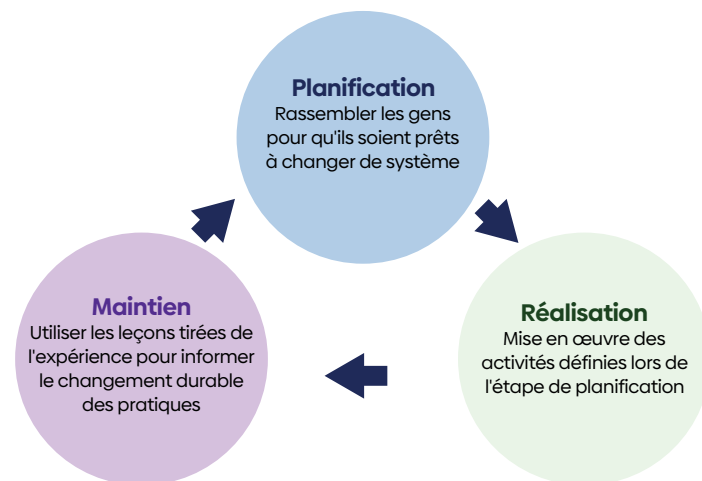 Planification
Rassembler les gens
pour qu'ils soient prêts
à changer de système
Maintien
Utiliser les leçons tirées de
l'expérience pour informer
le changement durable
des pratiques
Réalisation
Mise en œuvre des
activités définies lors de
l'étape de planification